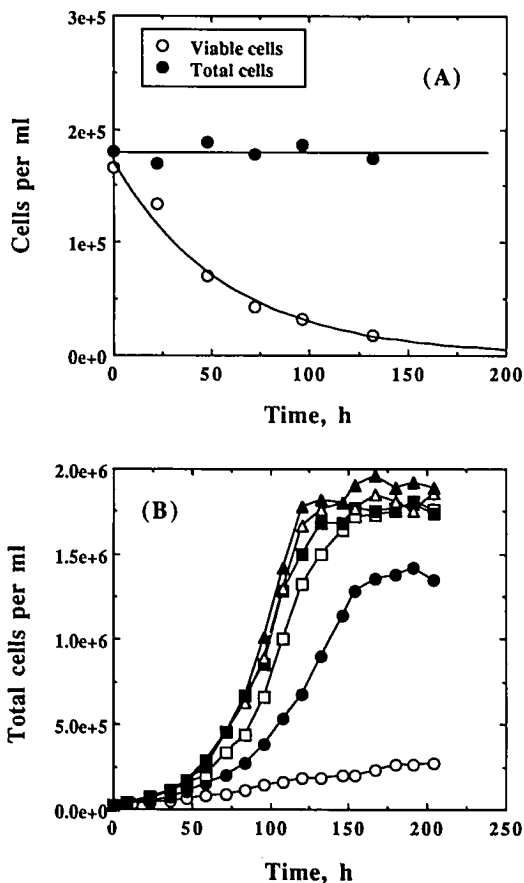 3e+5
Viable cells
Total cells
(A)
2e+5
1e+5
0e+0
Cells per ml
0 50 100 150 200
Time, h
2.0e+6
(B)
1.5e+6
1.0e+6
5.0e+5
0.0e+0
Total cells per ml
0 50 100 150 200 250
Time, h